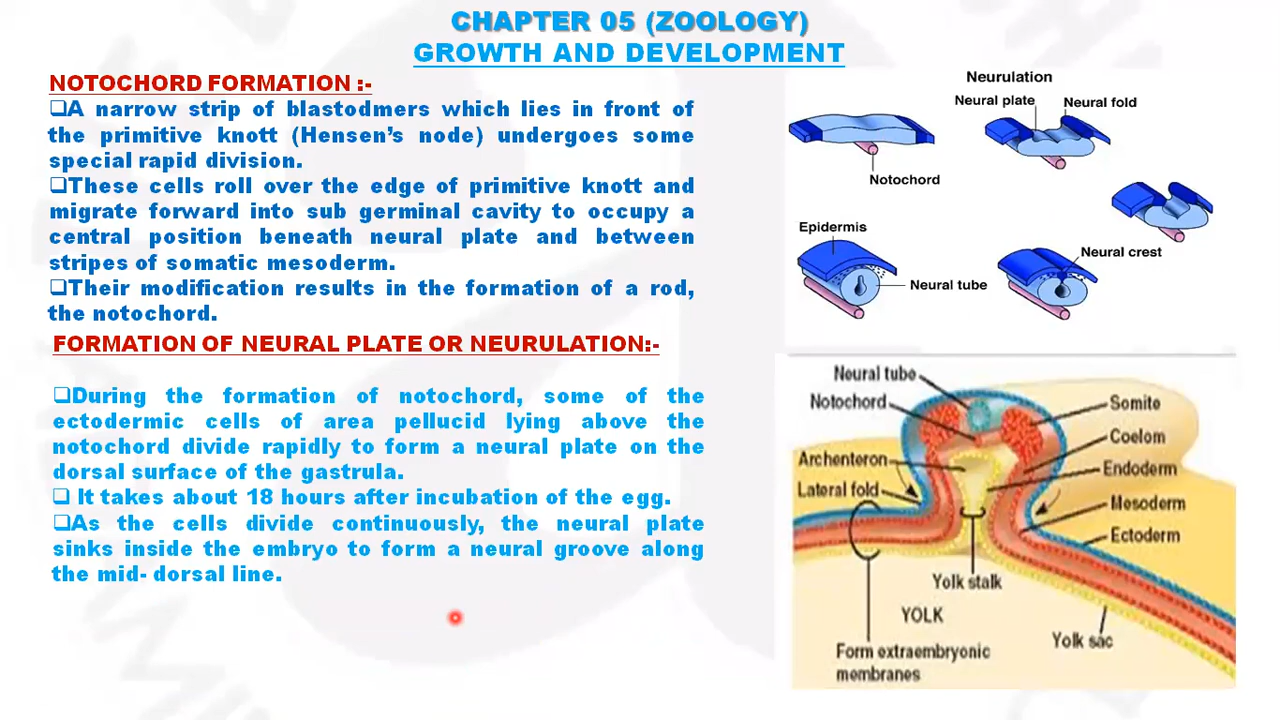 CHAPTER 05 (ZOOLOGY)
GROWTH AND DEVELOPMENT
NOTOCHORD FORMATION :-
❑A narrow strip of blastodmers which lies in front of
the primitive knott (Hensen's node) undergoes some
special rapid division.
❑These cells roll over the edge of primitive knott and
migrate forward into sub germinal cavity to occupy a
central position beneath neural plate and between
stripes of somatic mesoderm.
❑Their modification results in the formation of a rod,
the notochord.
FORMATION OF NEURAL PLATE OR NEURULATION:-
❑During the formation of notochord, some of the
ectodermic cells of area pellucid lying above the
notochord divide rapidly to form a neural plate on the
dorsal surface of the gastrula.
❑ It takes about 18 hours after incubation of the egg.
❑As the cells divide continuously, the neural plate
sinks inside the embryo to form a neural groove along
the mid- dorsal line.
Neurulation
Neural plate
Neural fold
Notochord
Epidermis
Neural crest
Neural tube
Neural tube
Notochord
Somite
Coelom
Archenteron
Endoderm
Lateral fold
Mesoderm
Ectoderm
Yolk stalk
YOLK
Yolk sac
Form extraembryonic
membranes